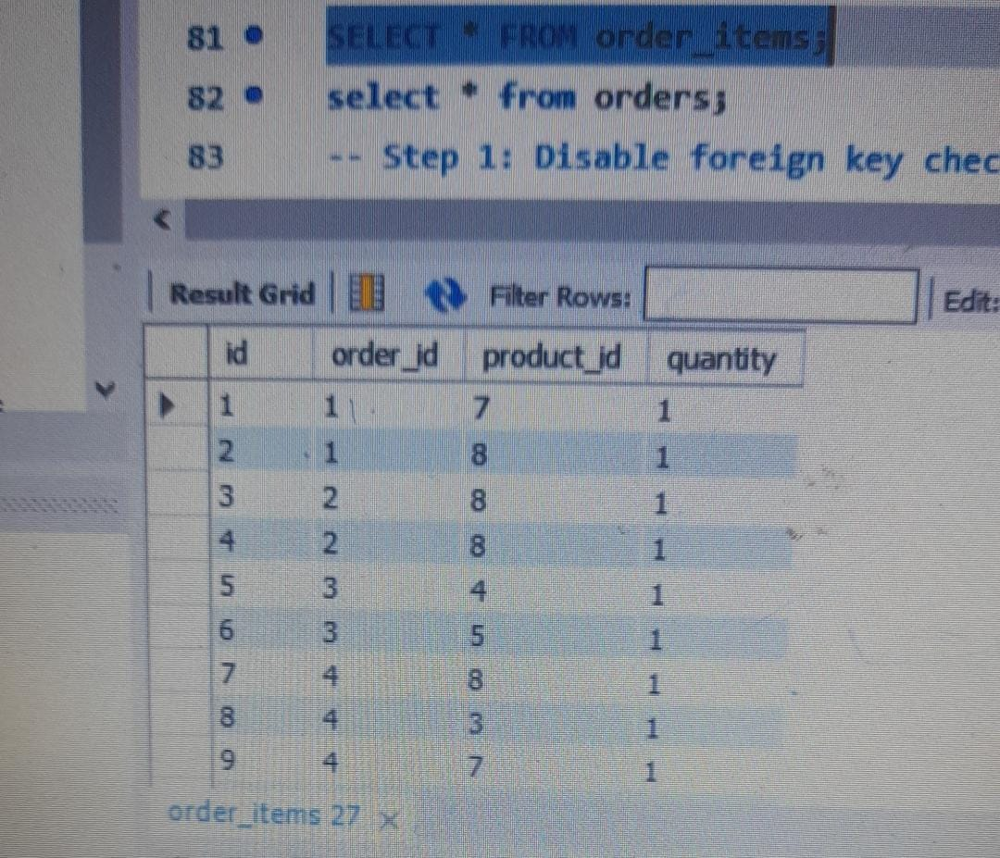 81 SELECT * FROM order_items;
82 select * from orders;
83 -- Step 1: Disable foreign key chec
Result Grid Filter Rows: Edit:
id order_id product_id quantity
1 1 7 1
2 1 8 1
3 2 8 1
4 2 8 1
5 3 4 1
6 3 5 1
7 4 8 1
8 4 3 1
9 4 7 1
order_items 27